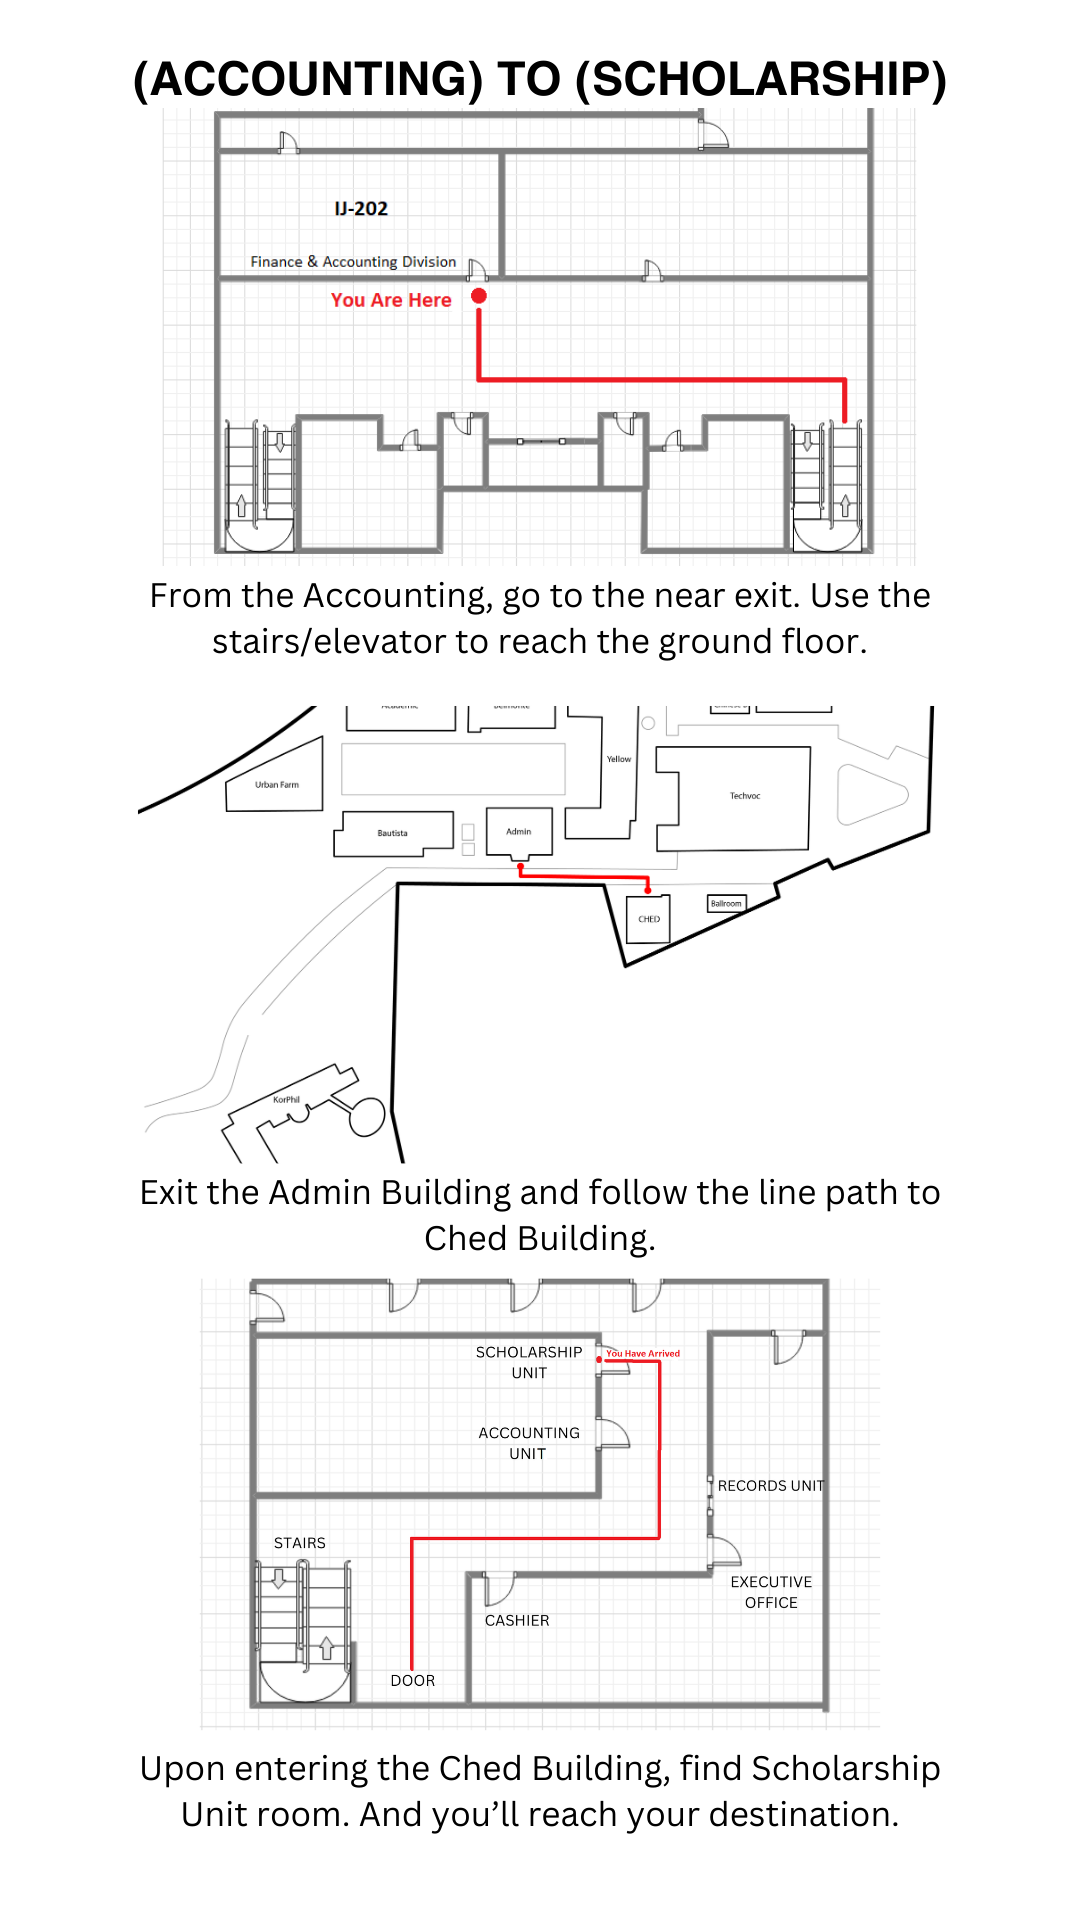 (ACCOUNTING) TO (SCHOLARSHIP)
IJ-202
Finance & Accounting Division
You Are Here
From the Accounting, go to the near exit. Use the
stairs/elevator to reach the ground floor.
Academic
Belmonte
Yellow
Urban Farm
Techvoc
Bautista
Admin
CHED
Ballroom
KorPhil
Exit the Admin Building and follow the line path to
Ched Building.
SCHOLARSHIP
UNIT
You Have Arrived
ACCOUNTING
UNIT
RECORDS UNIT
STAIRS
EXECUTIVE
OFFICE
CASHIER
DOOR
Upon entering the Ched Building, find Scholarship
Unit room. And you’ll reach your destination.